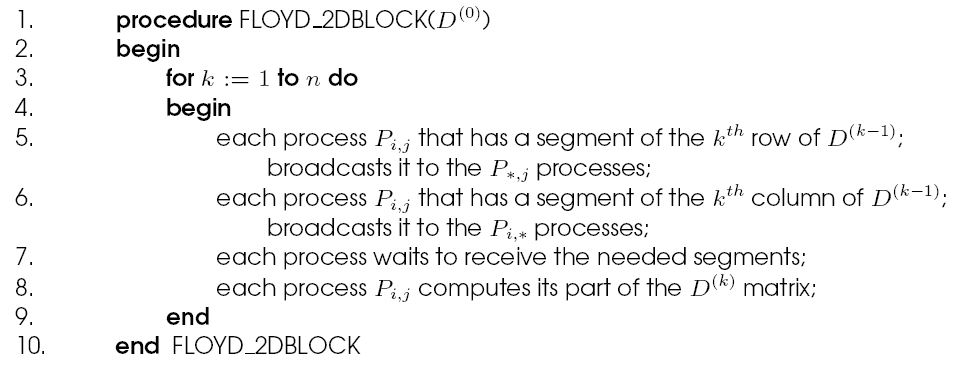 1. procedure FLOYD_2DBLOCK(D^(0))
2. begin
3. for k := 1 to n do
4. begin
5. each process P_{i,j} that has a segment of the k^{th} row of D^{(k−1)};
broadcasts it to the P_{*,j} processes;
6. each process P_{i,j} that has a segment of the k^{th} column of D^{(k−1)};
broadcasts it to the P_{i,*} processes;
7. each process waits to receive the needed segments;
8. each process P_{i,j} computes its part of the D^{(k)} matrix;
9. end
10. end FLOYD_2DBLOCK